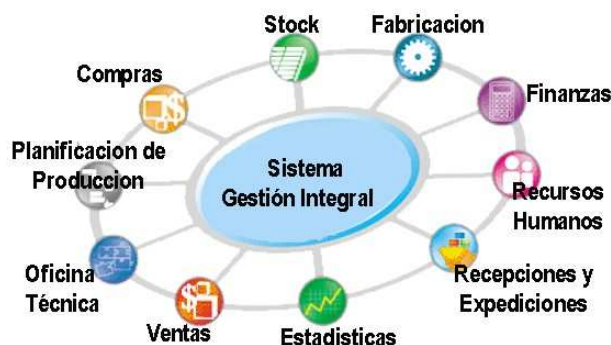 Stock
Fabricacion
Compras
Finanzas
Planificacion de
Produccion
Sistema
Gestión Integral
Recursos
Humanos
Oficina
Técnica
Recepciones y
Expediciones
Ventas
Estadisticas